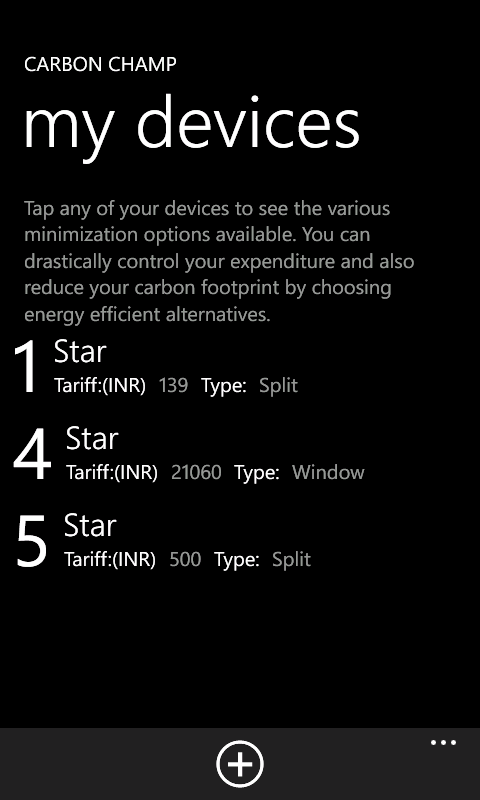 CARBON CHAMP
my devices
Tap any of your devices to see the various
minimization options available. You can
drastically control your expenditure and also
reduce your carbon footprint by choosing
energy efficient alternatives.
1 Star
Tariff:(INR) 139 Type: Split
4 Star
Tariff:(INR) 21060 Type: Window
5 Star
Tariff:(INR) 500 Type: Split